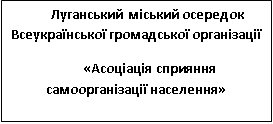 Луганський міський осередок
Всеукраїнської громадської організації
«Асоціація сприяння
самоорганізації населення»